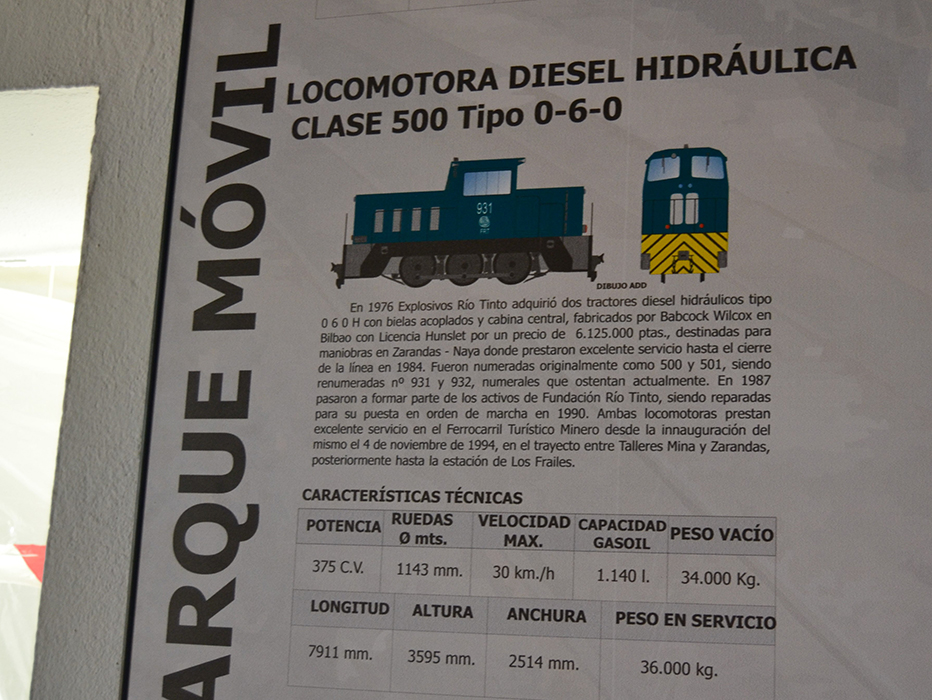 ARQUE MÓVIL
LOCOMOTORA DIESEL HIDRÁULICA
CLASE 500 Tipo 0-6-0
931
FRT
DIBUJO ADD
En 1976 Explosivos Río Tinto adquirió dos tractores diesel hidráulicos tipo
0 6 0 H con bielas acoplados y cabina central, fabricados por Babcock Wilcox en
Bilbao con Licencia Hunslet por un precio de 6.125.000 ptas., destinadas para
maniobras en Zarandas - Naya donde prestaron excelente servicio hasta el cierre
de la línea en 1984. Fueron numeradas originalmente como 500 y 501, siendo
renumeradas nº 931 y 932, numerales que ostentan actualmente. En 1987
pasaron a formar parte de los activos de Fundación Río Tinto, siendo reparadas
para su puesta en orden de marcha en 1990. Ambas locomotoras prestan
excelente servicio en el Ferrocarril Turístico Minero desde la innauguración del
mismo el 4 de noviembre de 1994, en el trayecto entre Talleres Mina y Zarandas,
posteriormente hasta la estación de Los Frailes.
CARACTERÍSTICAS TÉCNICAS
POTENCIA RUEDAS Ø mts. VELOCIDAD MAX. CAPACIDAD GASOIL PESO VACÍO
375 C.V. 1143 mm. 30 km./h 1.140 l. 34.000 Kg.
LONGITUD ALTURA ANCHURA PESO EN SERVICIO
7911 mm. 3595 mm. 2514 mm. 36.000 kg.